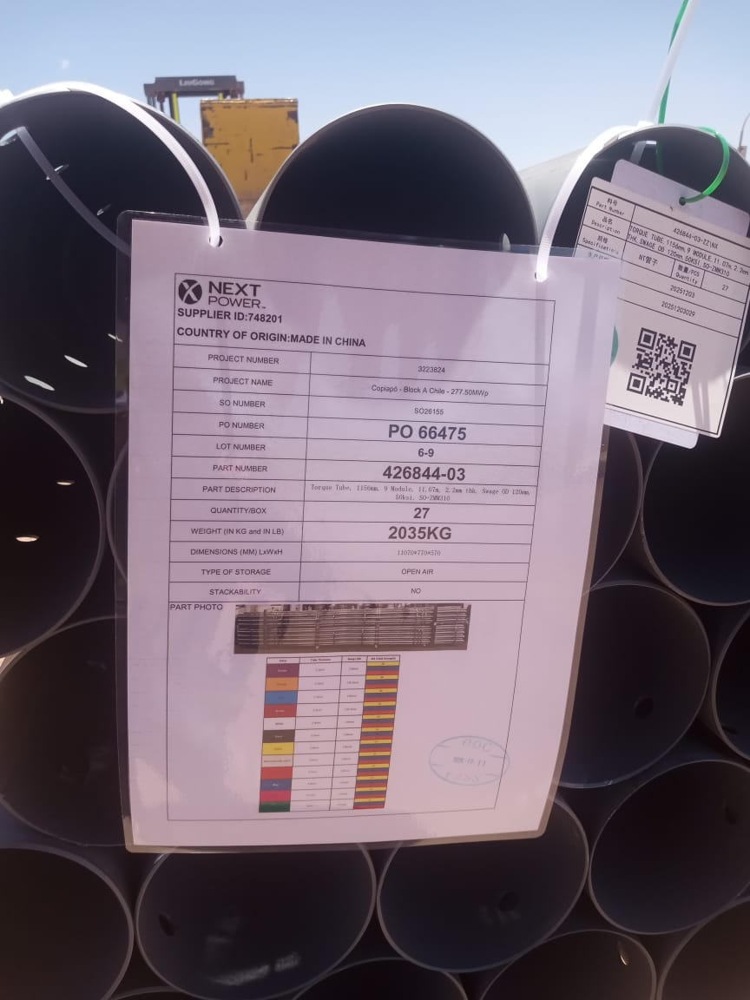 LiuGong
NEXT
POWER
SUPPLIER ID:748201
COUNTRY OF ORIGIN:MADE IN CHINA
PROJECT NUMBER 3223824
PROJECT NAME Copiapó - Block A Chile - 277.50MWp
SO NUMBER SO26155
PO NUMBER PO 66475
LOT NUMBER 6-9
PART NUMBER 426844-03
PART DESCRIPTION Torque Tube, 1156mm, 9 Module, 11.07m, 2.2mm thk, Swage OD 120mm,
50ksi, SO-ZMM310
QUANTITY/BOX 27
WEIGHT (IN KG and IN LB) 2035KG
DIMENSIONS (MM) LxWxH 11070*770*570
TYPE OF STORAGE OPEN AIR
STACKABILITY NO
PART PHOTO
料号
Part Number 426844-03-ZZ1NX
品名
Description TORQUE TUBE,1156mm,9 MODULE,11.07m,2.2mm
THK,SWAGE OD 120mm,50KSI,SO-ZMM310
规格
Specifications NT管子 数量/PCS
Quantity 27
20251203
20251203029